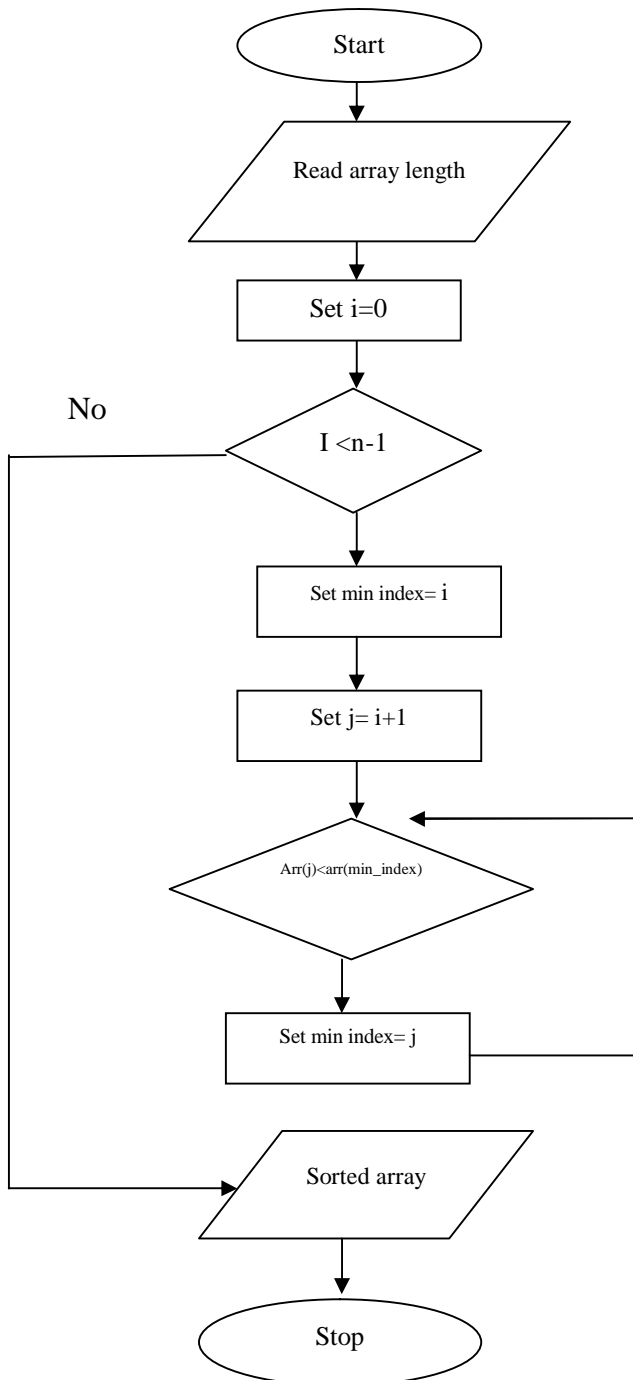 Start
Read array length
Set i=0
No
I <n-1
Set min index= i
Set j= i+1
Arr(j)<arr(min_index)
Set min index= j
Sorted array
Stop